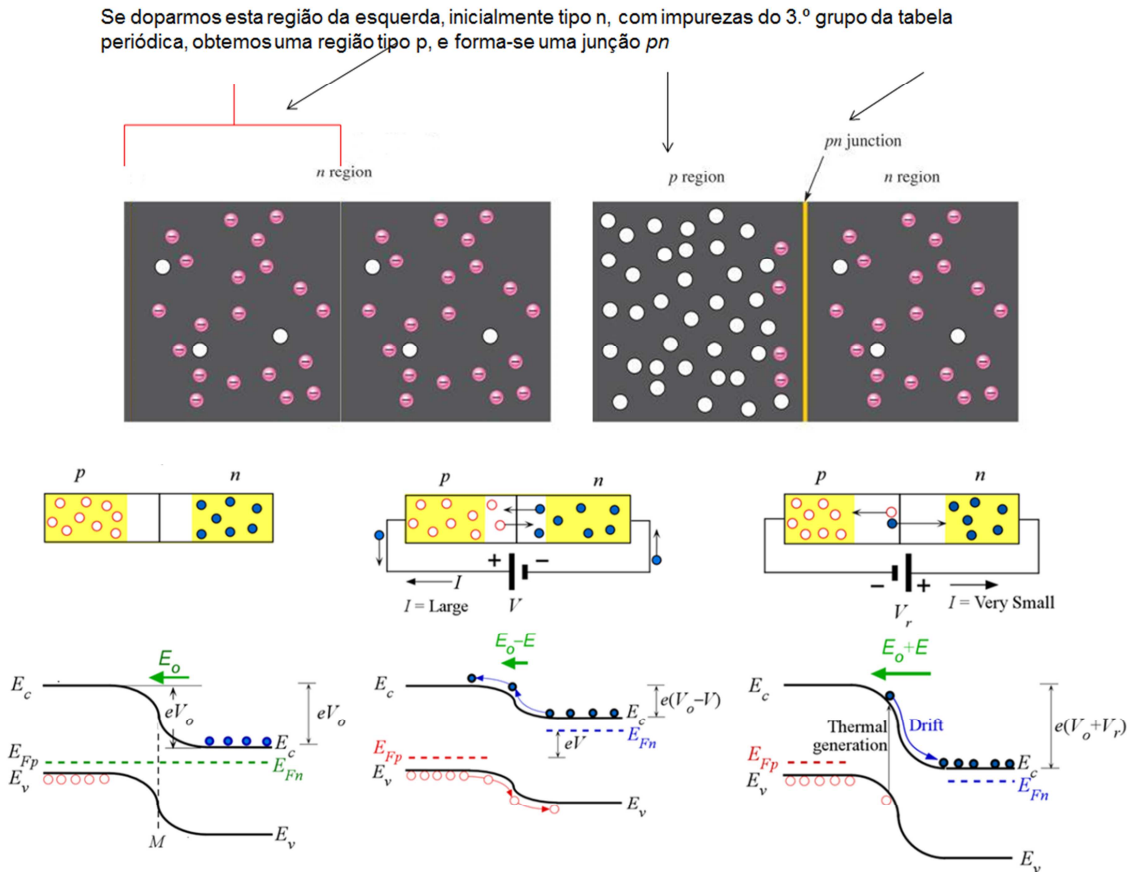 Se doparmos esta região da esquerda, inicialmente tipo n, com impurezas do 3.º grupo da tabela
periódica, obtemos uma região tipo p, e forma-se uma junção pn
pn junction
n region
p region
n region
p
n
p
n
p
n
+
−
I
I = Large
V
−
+
V_r
I = Very Small
E_o
E_c
eV_o
eV_o
E_c
E_Fp
E_Fn
E_v
M
E_v
E_o–E
E_c
e(V_o–V)
E_c
E_Fn
eV
E_Fp
E_v
E_v
E_o+E
E_c
e(V_o+V_r)
Thermal
generation
Drift
E_c
E_Fp
E_Fn
E_v
E_v